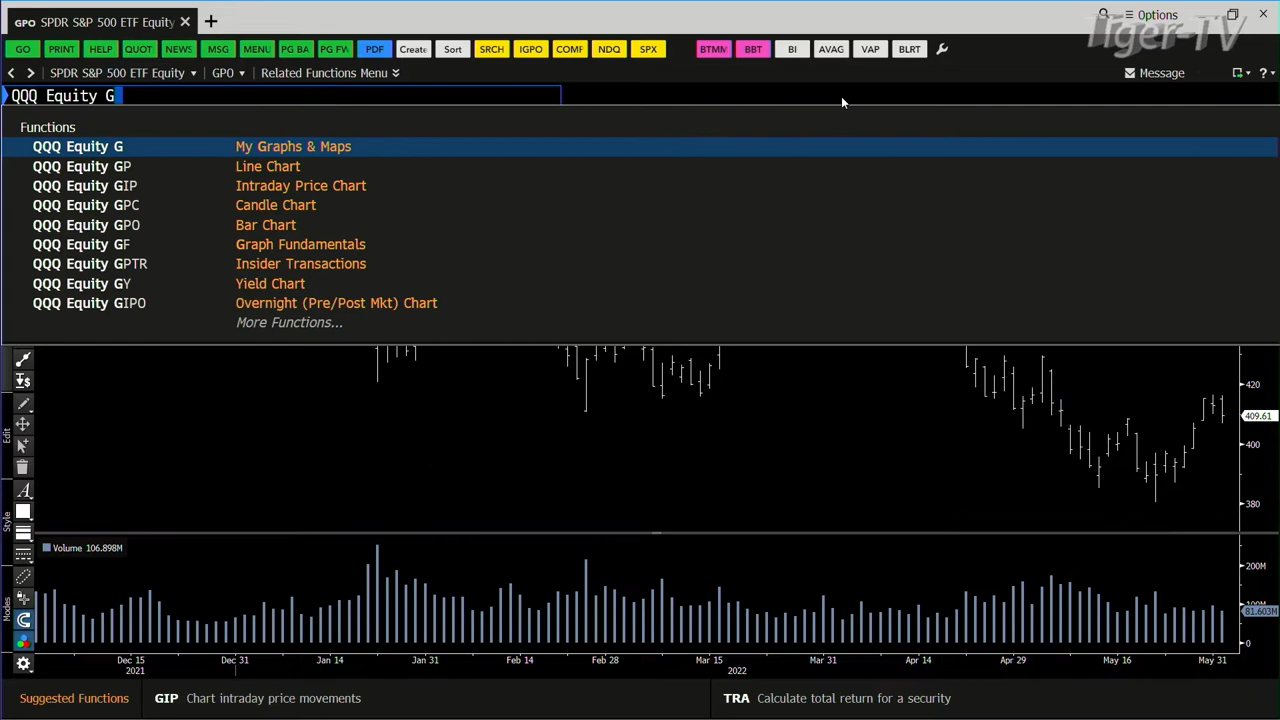 GPO SPDR S&P 500 ETF Equity
Options
Tiger-TV
GO PRINT HELP QUOT NEWS MSG MENU PG BA PG FW PDF Create Sort SRCH IGPO COMF NDQ SPX BTMM BBT BI AVAG VAP BLRT
SPDR S&P 500 ETF Equity GPO Related Functions Menu Message ?
QQQ Equity G
Functions
QQQ Equity G My Graphs & Maps
QQQ Equity GP Line Chart
QQQ Equity GIP Intraday Price Chart
QQQ Equity GPC Candle Chart
QQQ Equity GPO Bar Chart
QQQ Equity GF Graph Fundamentals
QQQ Equity GPTR Insider Transactions
QQQ Equity GY Yield Chart
QQQ Equity GIPO Overnight (Pre/Post Mkt) Chart
More Functions...
420
409.61
400
380
Edit
Style
Modes
Volume 106.898M
200M
100M
81.603M
0
Dec 15 Dec 31 Jan 14 Jan 31 Feb 14 Feb 28 Mar 15 Mar 31 Apr 14 Apr 29 May 16 May 31
2021 2022
Suggested Functions GIP Chart intraday price movements TRA Calculate total return for a security